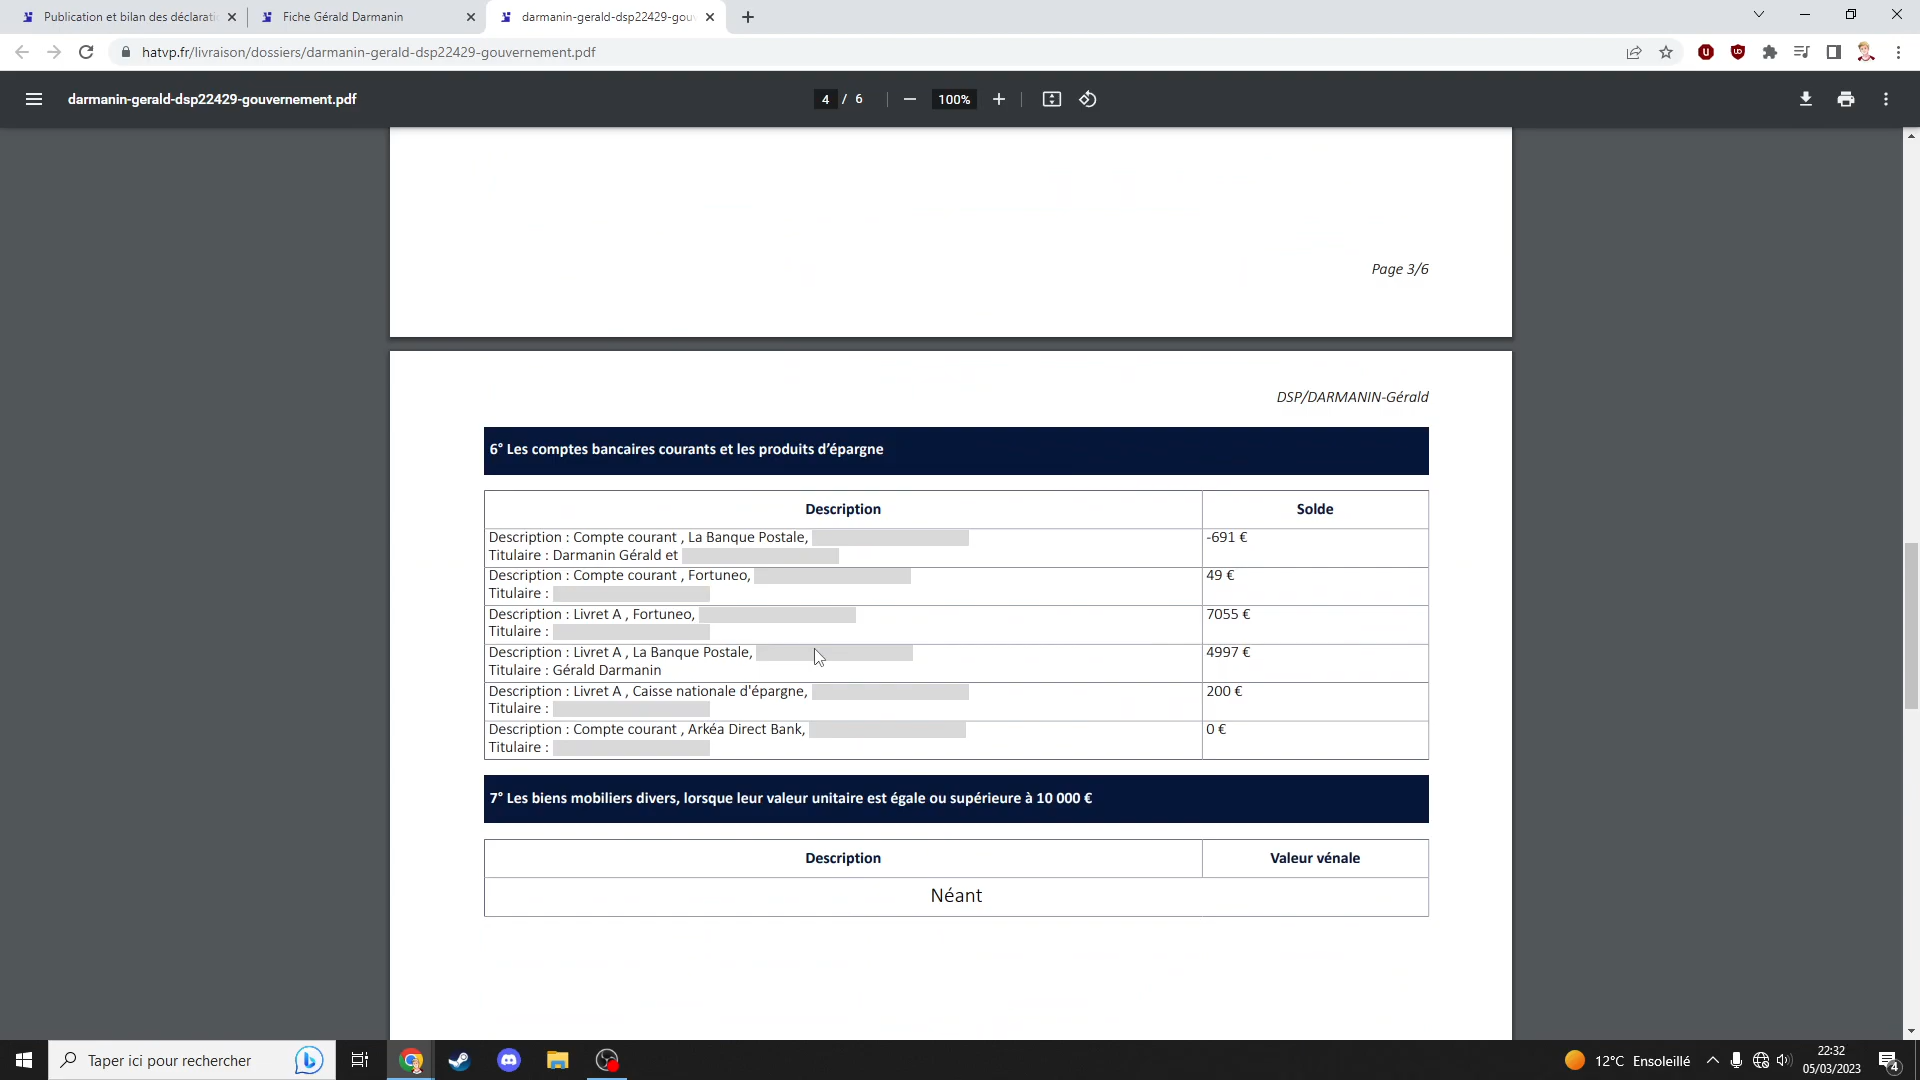 Publication et bilan des déclarati
Fiche Gérald Darmanin
darmanin-gerald-dsp22429-gouv
hatvp.fr/livraison/dossiers/darmanin-gerald-dsp22429-gouvernement.pdf
darmanin-gerald-dsp22429-gouvernement.pdf
4 / 6
100%
Page 3/6
DSP/DARMANIN-Gérald
6° Les comptes bancaires courants et les produits d’épargne
Description Solde
Description : Compte courant , La Banque Postale, -691 €
Titulaire : Darmanin Gérald et
Description : Compte courant , Fortuneo, 49 €
Titulaire :
Description : Livret A , Fortuneo, 7055 €
Titulaire :
Description : Livret A , La Banque Postale, 4997 €
Titulaire : Gérald Darmanin
Description : Livret A , Caisse nationale d'épargne, 200 €
Titulaire :
Description : Compte courant , Arkéa Direct Bank, 0 €
Titulaire :
7° Les biens mobiliers divers, lorsque leur valeur unitaire est égale ou supérieure à 10 000 €
Description Valeur vénale
Néant
Taper ici pour rechercher
12°C Ensoleillé
22:32
05/03/2023
4